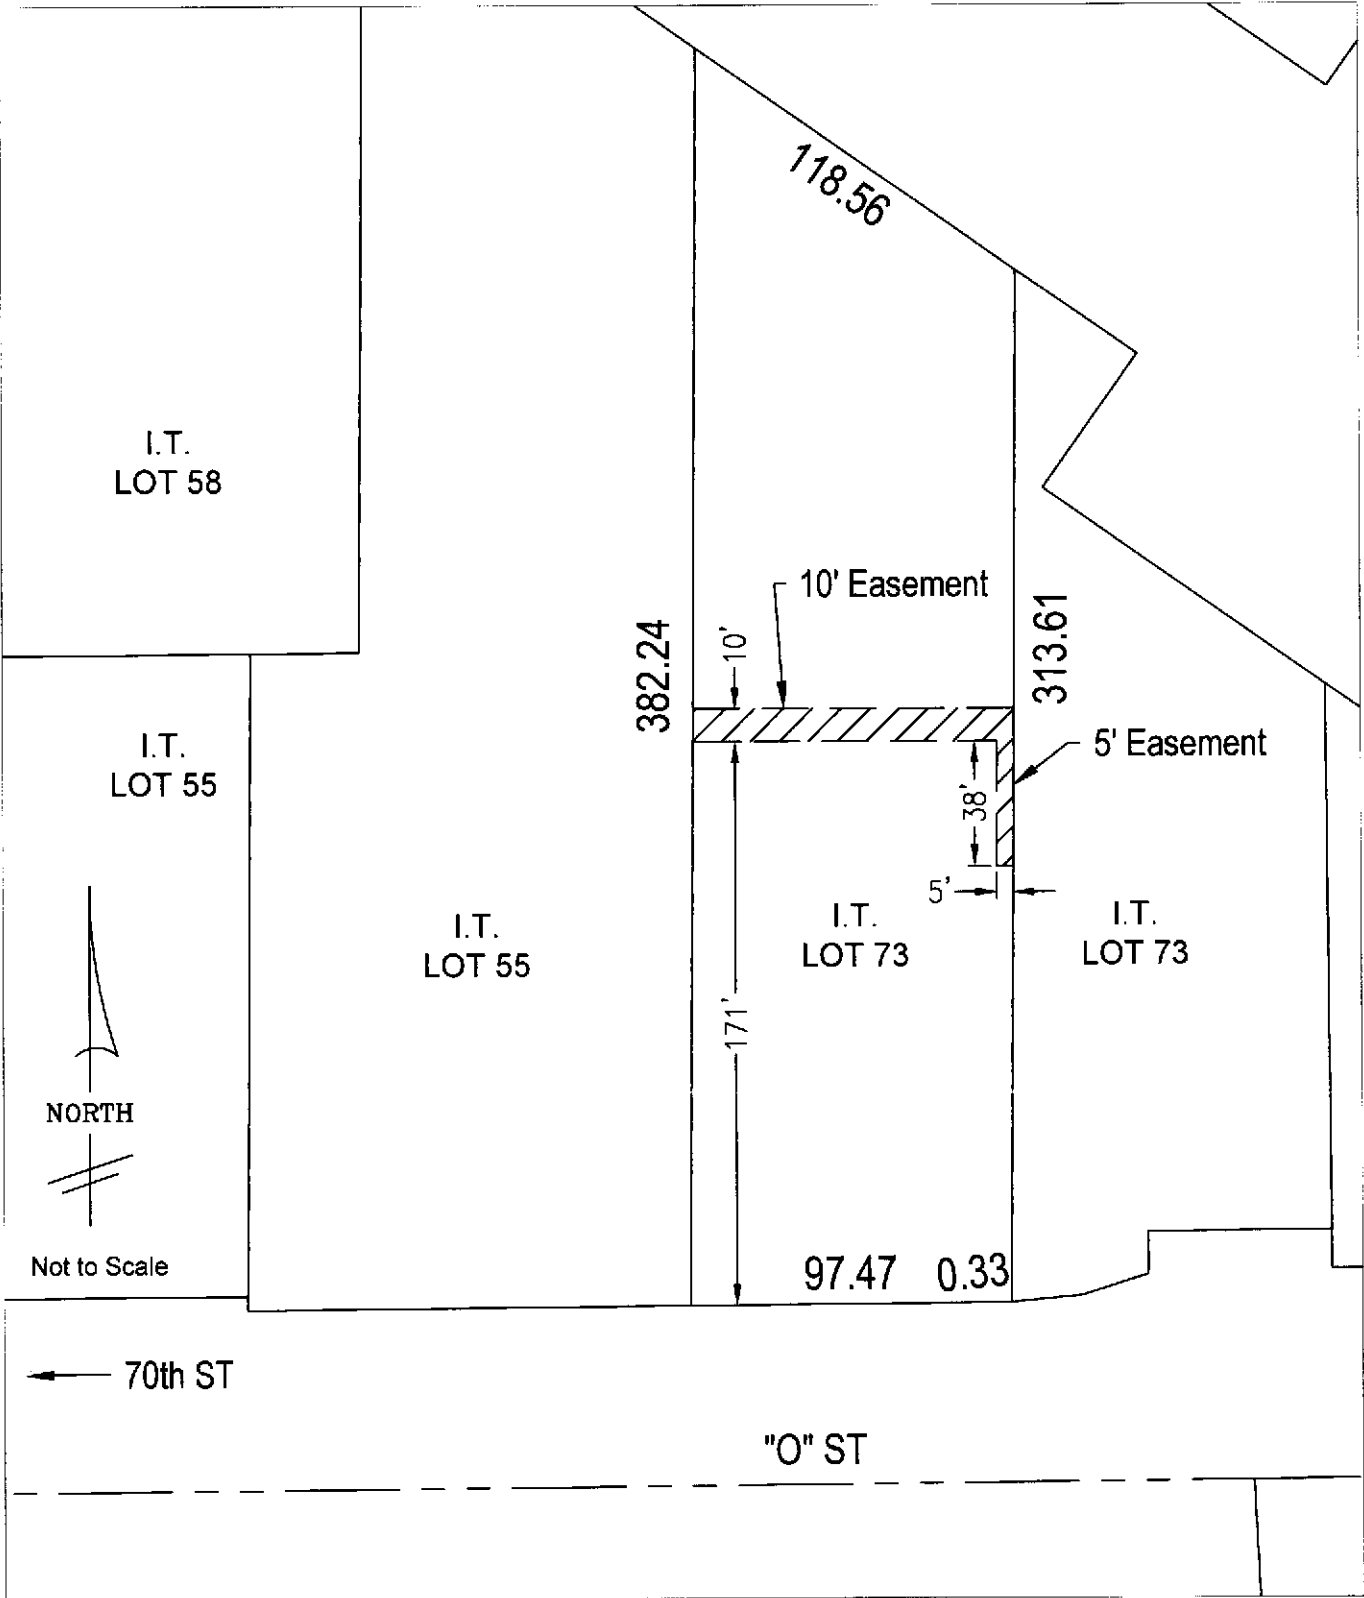 118.56
I.T.
LOT 58
10' Easement
382.24
10'
313.61
I.T.
LOT 55
5' Easement
38'
5'
I.T.
LOT 55
I.T.
LOT 73
I.T.
LOT 73
171'
NORTH
Not to Scale
97.47 0.33
70th ST
"O" ST